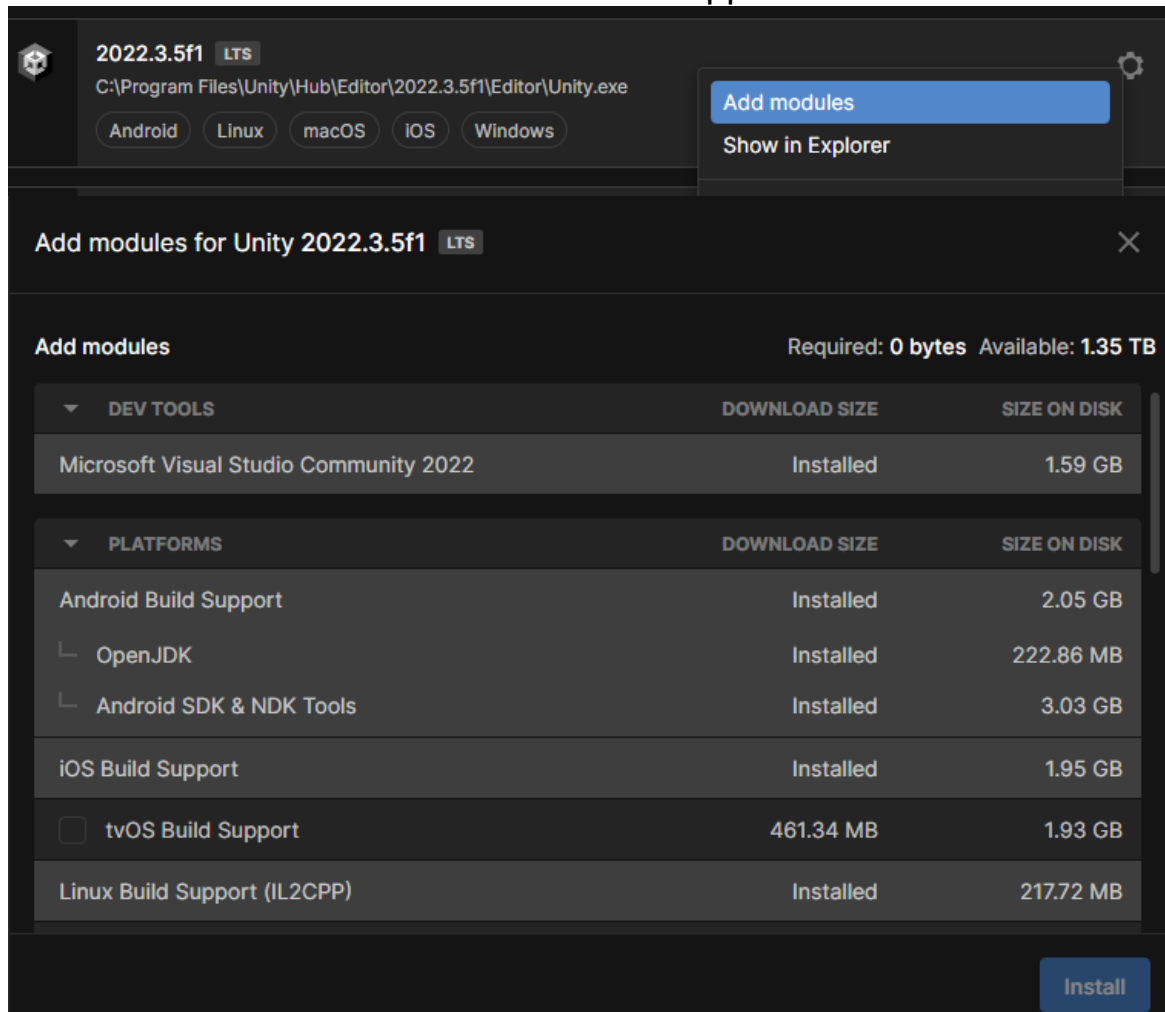 2022.3.5f1 LTS
C:\Program Files\Unity\Hub\Editor\2022.3.5f1\Editor\Unity.exe
Android Linux macOS iOS Windows
Add modules
Show in Explorer
Add modules for Unity 2022.3.5f1 LTS
Add modules Required: 0 bytes Available: 1.35 TB
DEV TOOLS DOWNLOAD SIZE SIZE ON DISK
Microsoft Visual Studio Community 2022 Installed 1.59 GB
PLATFORMS DOWNLOAD SIZE SIZE ON DISK
Android Build Support Installed 2.05 GB
OpenJDK Installed 222.86 MB
Android SDK & NDK Tools Installed 3.03 GB
iOS Build Support Installed 1.95 GB
tvOS Build Support 461.34 MB 1.93 GB
Linux Build Support (IL2CPP) Installed 217.72 MB
Install